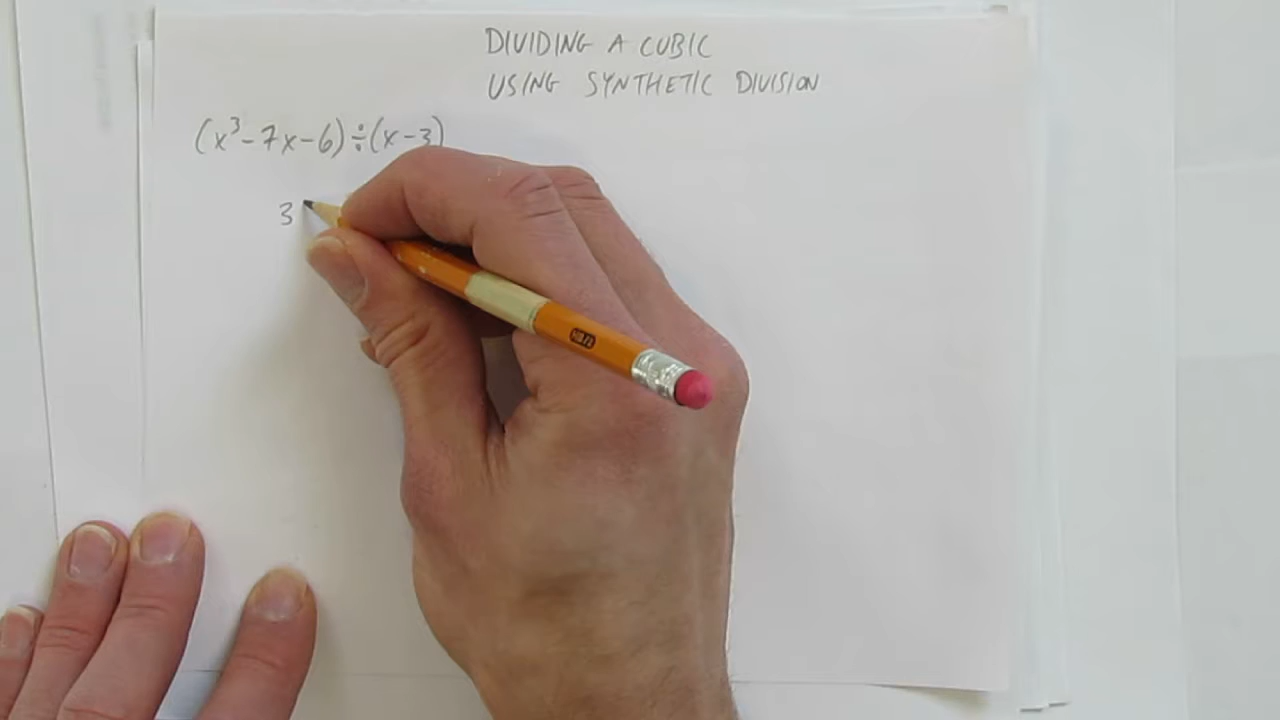 DIVIDING A CUBIC
USING SYNTHETIC DIVISION
(x³-7x-6)÷(x-3)
3